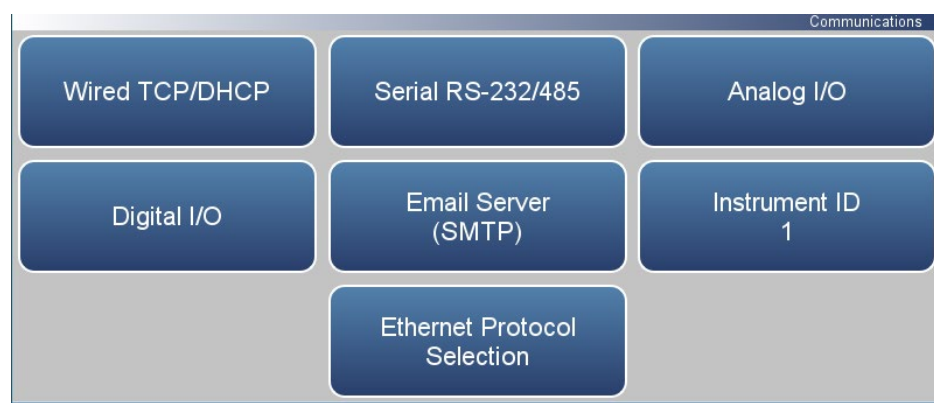 Communications
Wired TCP/DHCP
Serial RS-232/485
Analog I/O
Digital I/O
Email Server
(SMTP)
Instrument ID
1
Ethernet Protocol
Selection